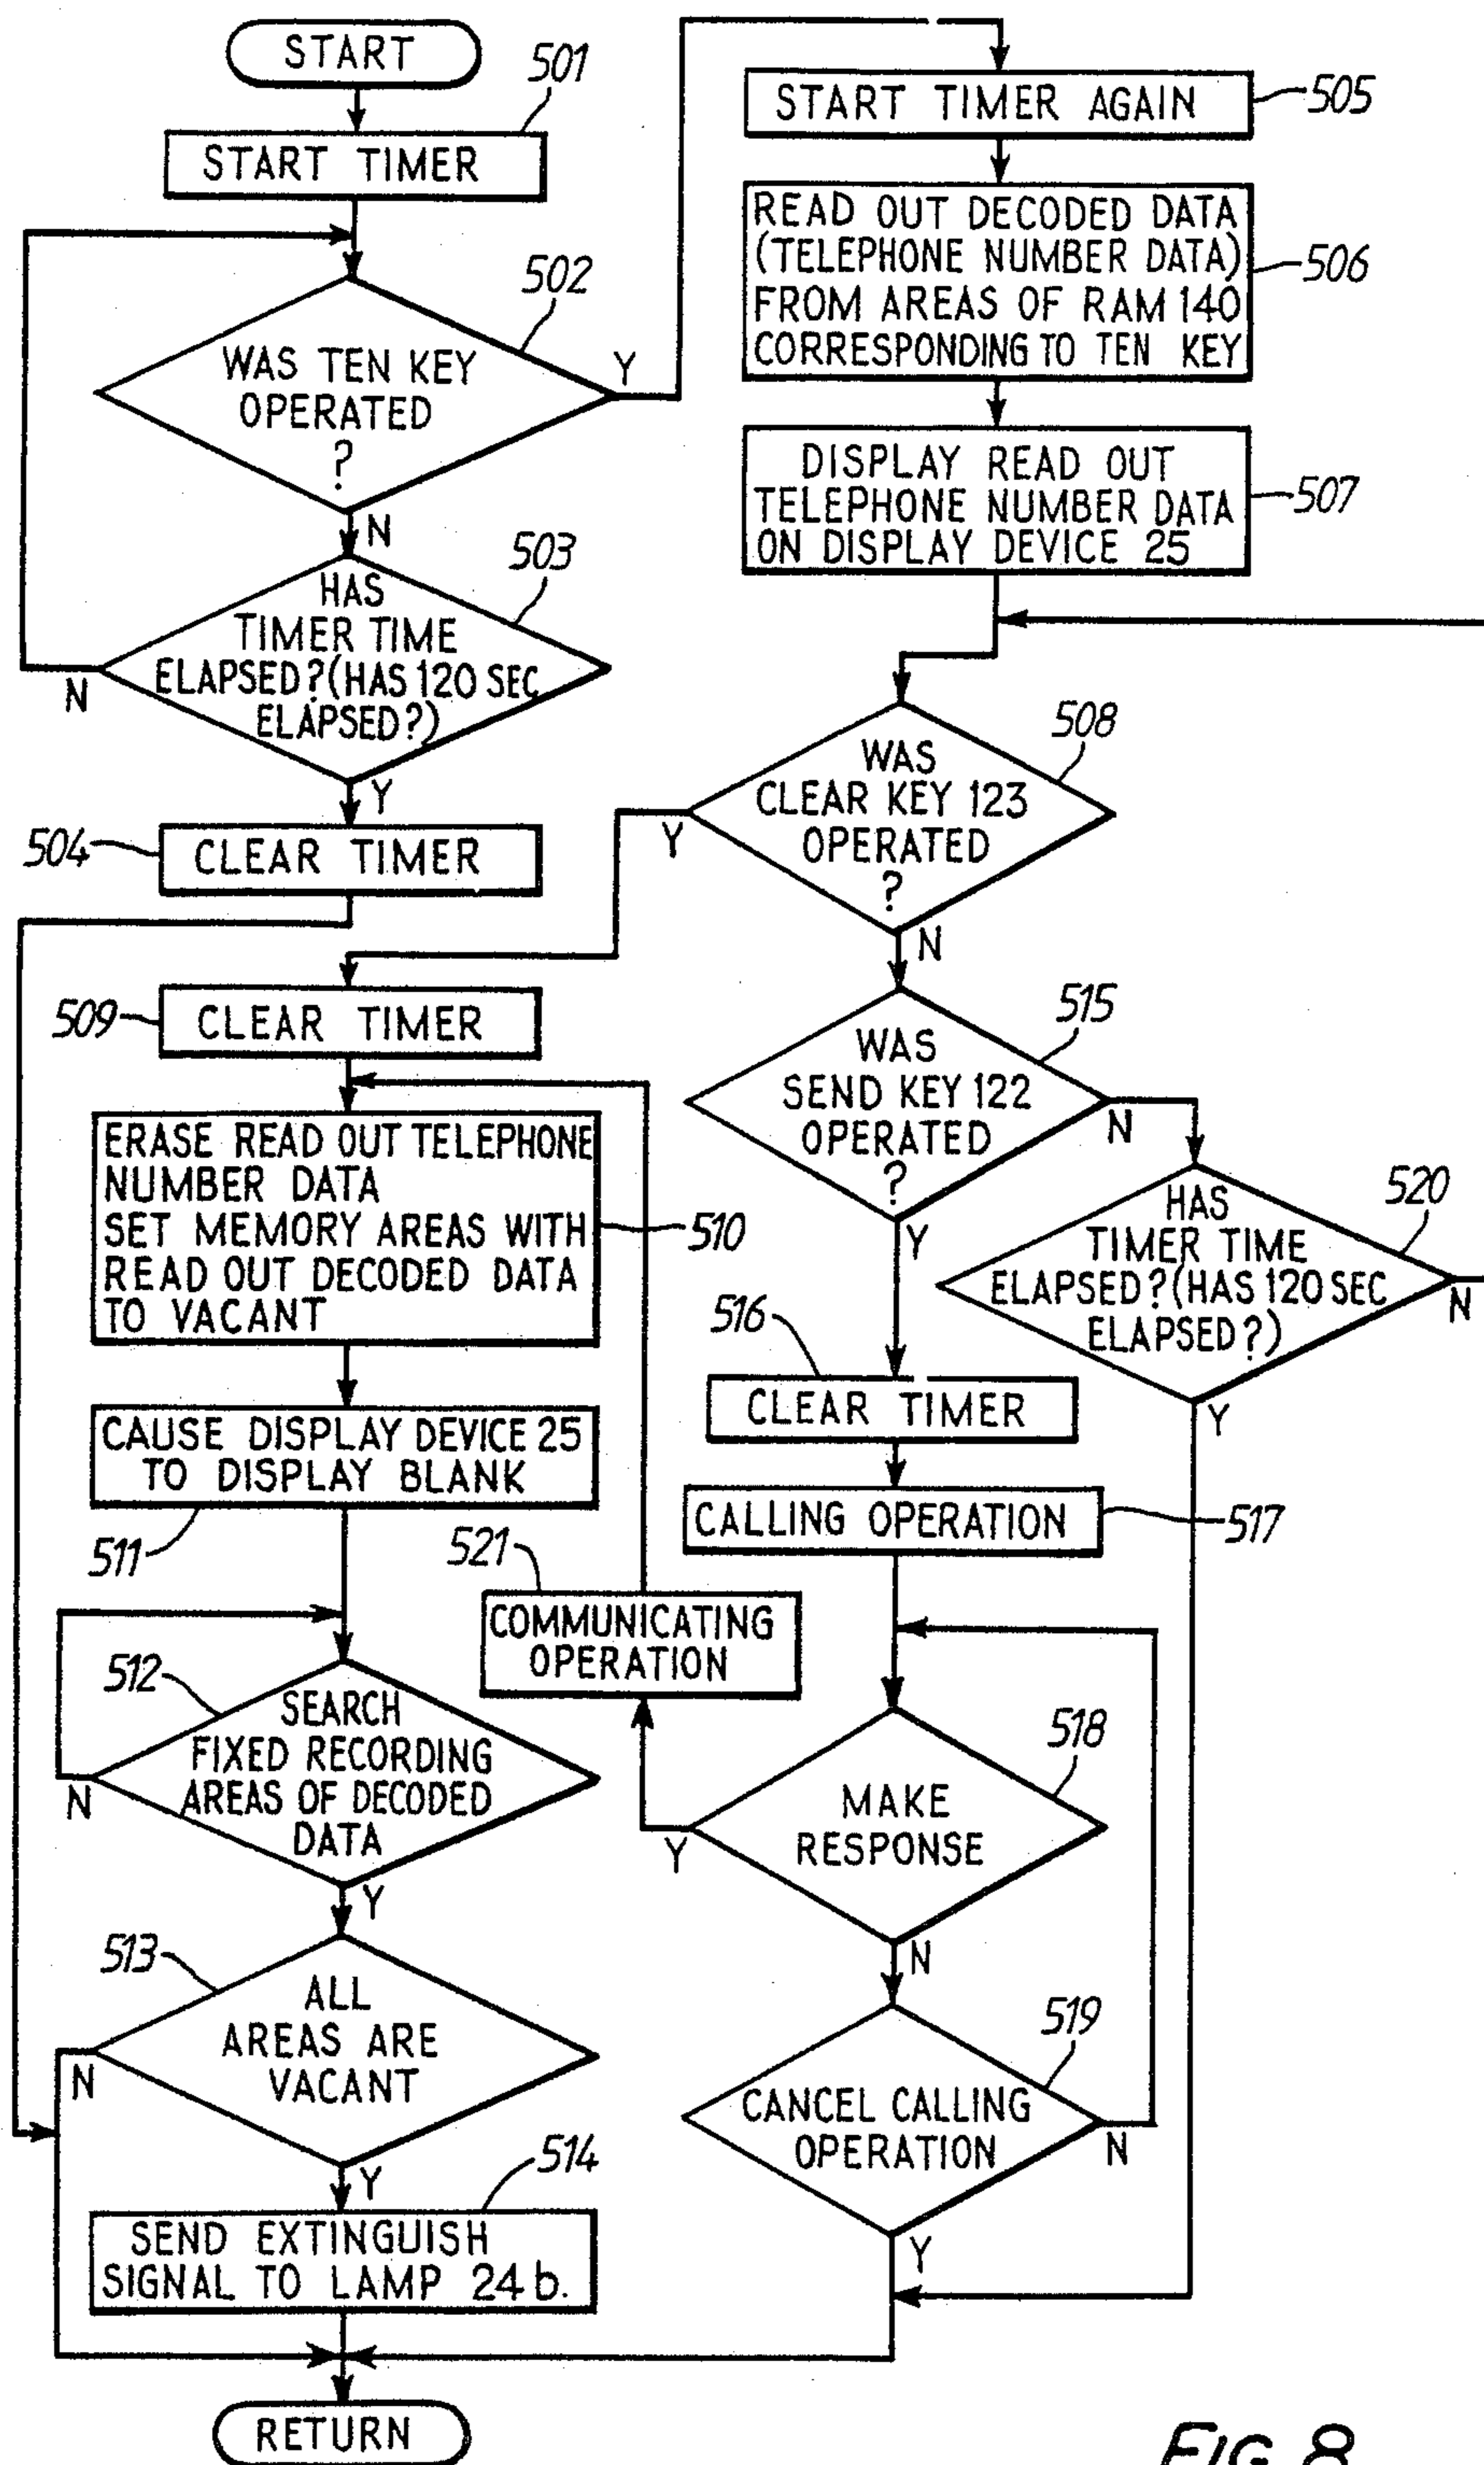 START
501
START TIMER
502
WAS TEN KEY
OPERATED
?
Y
N
503
HAS
TIMER TIME
ELAPSED?(HAS 120 SEC
ELAPSED?)
N
Y
504
CLEAR TIMER
START TIMER AGAIN
505
READ OUT DECODED DATA
(TELEPHONE NUMBER DATA)
FROM AREAS OF RAM 140
CORRESPONDING TO TEN KEY
506
DISPLAY READ OUT
TELEPHONE NUMBER DATA
ON DISPLAY DEVICE 25
507
508
WAS
CLEAR KEY 123
OPERATED
?
Y
N
509
CLEAR TIMER
ERASE READ OUT TELEPHONE
NUMBER DATA
SET MEMORY AREAS WITH
READ OUT DECODED DATA
TO VACANT
510
CAUSE DISPLAY DEVICE 25
TO DISPLAY BLANK
511
512
SEARCH
FIXED RECORDING
AREAS OF DECODED
DATA
N
Y
513
ALL
AREAS ARE
VACANT
N
Y
514
SEND EXTINGUISH
SIGNAL TO LAMP 24b.
515
WAS
SEND KEY 122
OPERATED
?
N
Y
520
HAS
TIMER TIME
ELAPSED?(HAS 120 SEC
ELAPSED?)
N
Y
516
CLEAR TIMER
CALLING OPERATION
517
521
COMMUNICATING
OPERATION
518
MAKE
RESPONSE
Y
N
519
CANCEL CALLING
OPERATION
N
Y
RETURN
FIG. 8